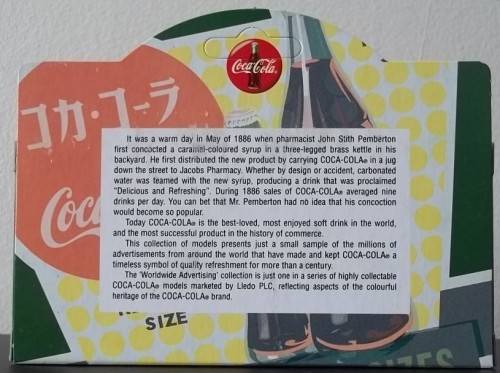 Coca-Cola
コカ・コーラ
It was a warm day in May of 1886 when pharmacist John Stith Pemberton
first concocted a caramel-coloured syrup in a three-legged brass kettle in his
backyard. He first distributed the new product by carrying COCA-COLA® in a jug
down the street to Jacobs Pharmacy. Whether by design or accident, carbonated
water was teamed with the new syrup, producing a drink that was proclaimed
"Delicious and Refreshing". During 1886 sales of COCA-COLA® averaged nine
drinks per day. You can bet that Mr. Pemberton had no idea that his concoction
would become so popular.
Today COCA-COLA® is the best-loved, most enjoyed soft drink in the world,
and the most successful product in the history of commerce.
This collection of models presents just a small sample of the millions of
advertisements from around the world that have made and kept COCA-COLA® a
timeless symbol of quality refreshment for more than a century.
The 'Worldwide Advertising' collection is just one in a series of highly collectable
COCA-COLA® models marketed by Lledo PLC, reflecting aspects of the colourful
heritage of the COCA-COLA® brand.
Coc
SIZE